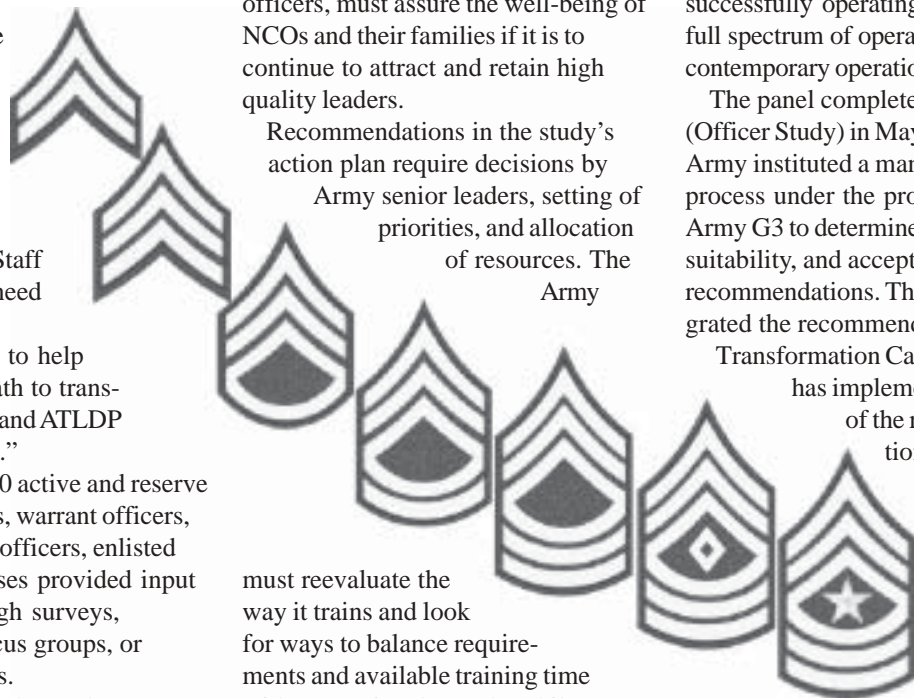 Staff
need
to help
ath to trans-
and ATLDP
.”
0 active and reserve
s, warrant officers,
officers, enlisted
ses provided input
gh surveys,
cus groups, or
s.
officers, must assure the well-being of
NCOs and their families if it is to
continue to attract and retain high
quality leaders.
Recommendations in the study’s
action plan require decisions by
Army senior leaders, setting of
priorities, and allocation
of resources. The
Army
must reevaluate the
way it trains and look
for ways to balance require-
ments and available training time
successfully operating
full spectrum of opera
contemporary operatio
The panel complete
(Officer Study) in May
Army instituted a man
process under the pro
Army G3 to determine
suitability, and accept
recommendations. Th
grated the recommend
Transformation Ca
has impleme
of the r
tion